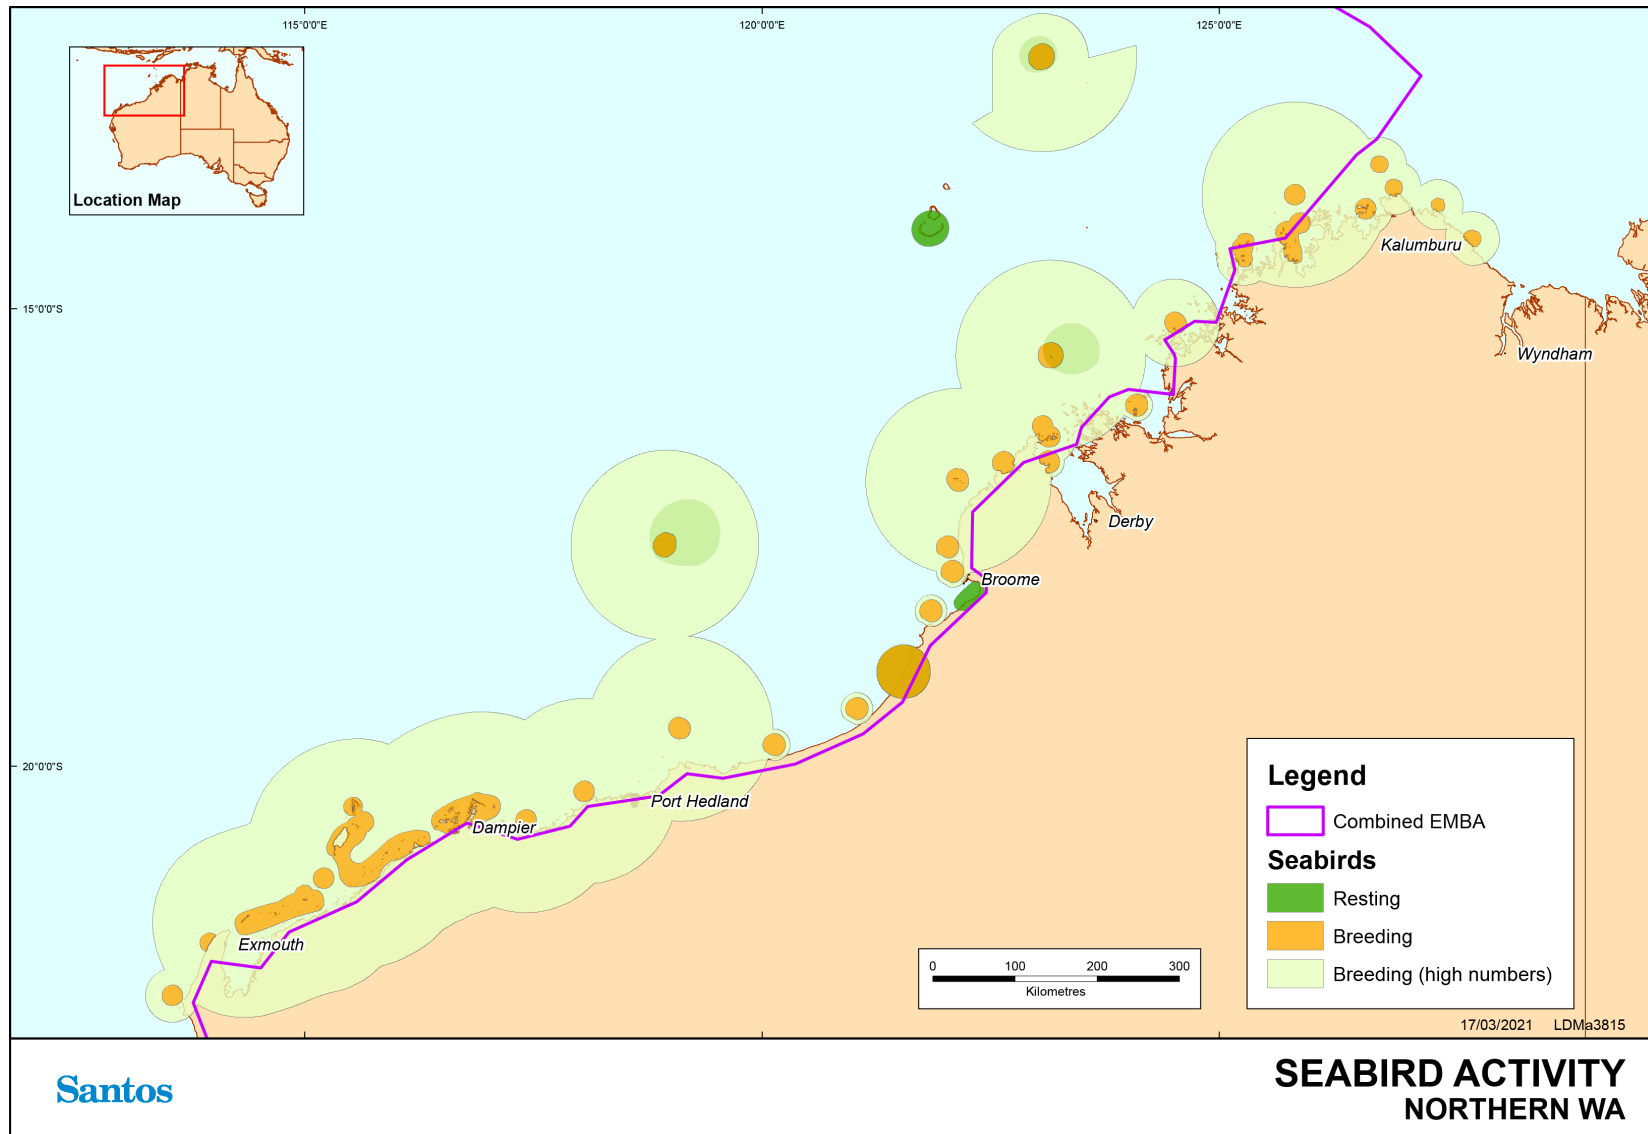 115°0'0"E
120°0'0"E
125°0'0"E
Location Map
Kalumburu
15°0'0"S
Wyndham
Derby
Broome
20°0'0"S
Port Hedland
Dampier
Exmouth
Legend
Combined EMBA
Seabirds
Resting
Breeding
Breeding (high numbers)
0 100 200 300
Kilometres
17/03/2021 LDMa3815
Santos
SEABIRD ACTIVITY
NORTHERN WA